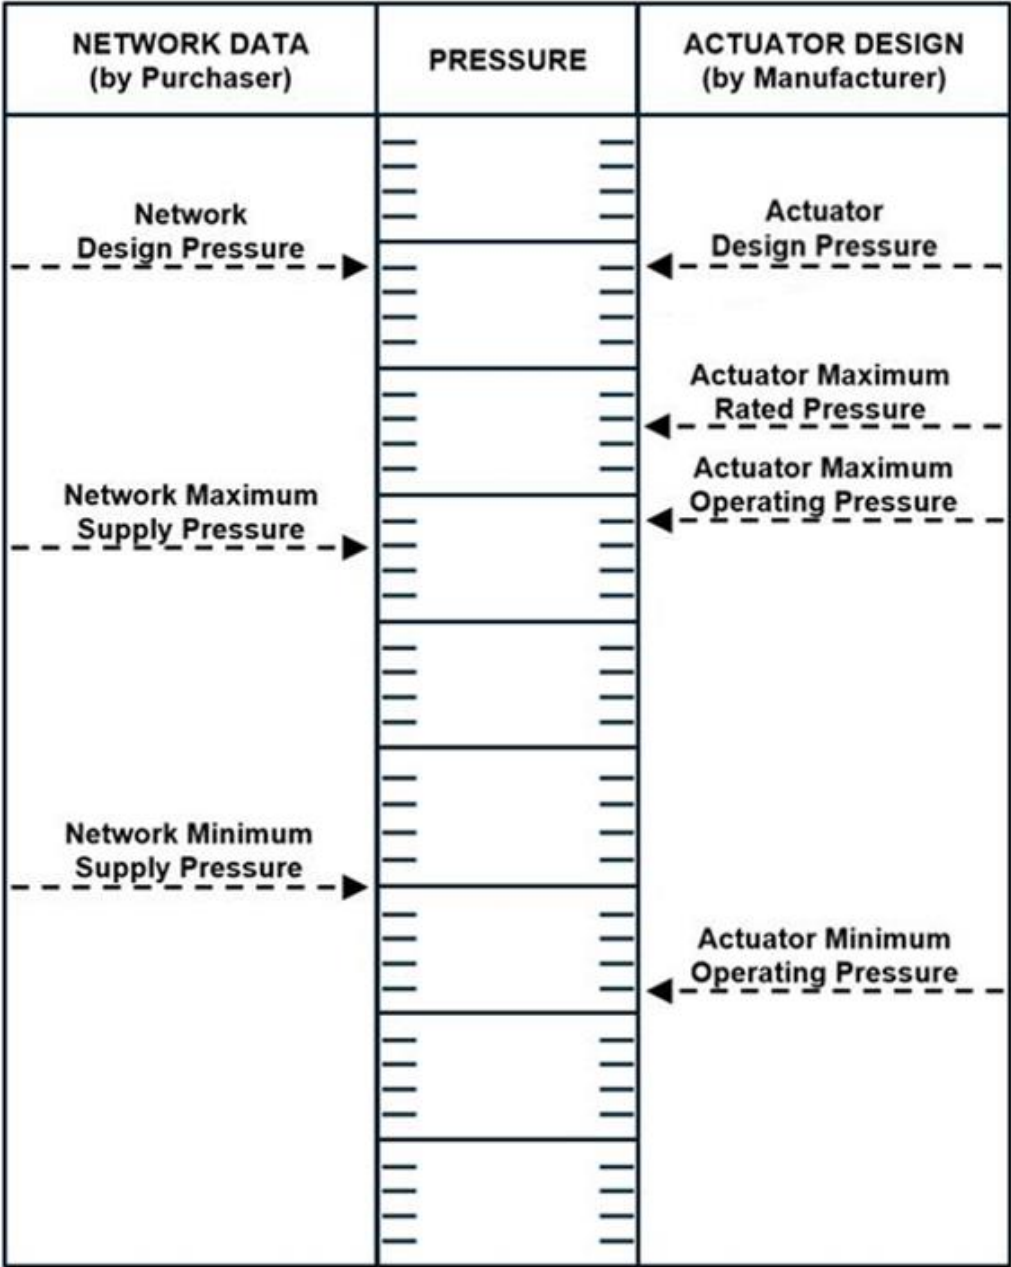 NETWORK DATA
(by Purchaser)
PRESSURE
ACTUATOR DESIGN
(by Manufacturer)
Network
Design Pressure
Actuator
Design Pressure
Actuator Maximum
Rated Pressure
Actuator Maximum
Operating Pressure
Network Maximum
Supply Pressure
Network Minimum
Supply Pressure
Actuator Minimum
Operating Pressure